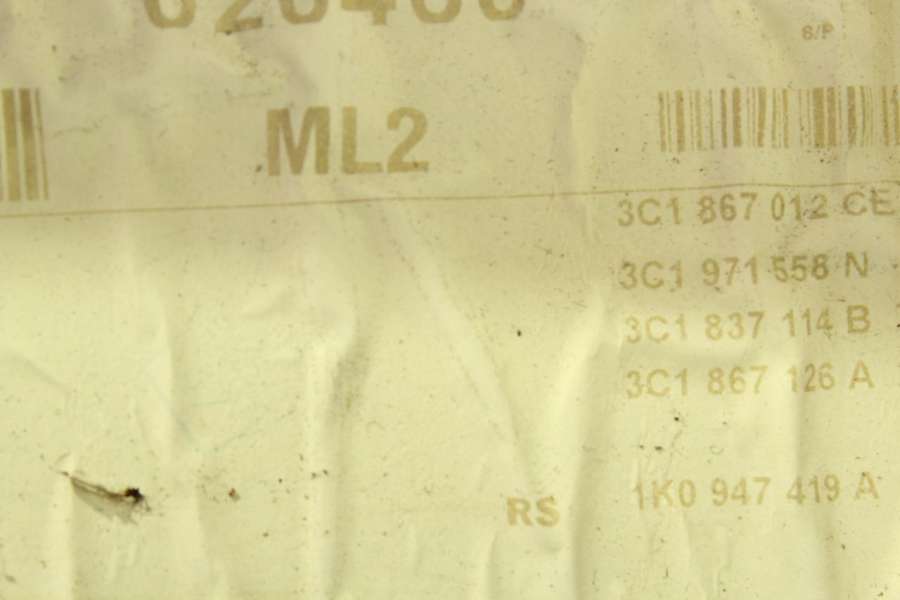 ML2
3C1 867 012 CE
3C1 971 558 N
3C1 837 114 B
3C1 867 126 A
1K0 947 419 A
RS